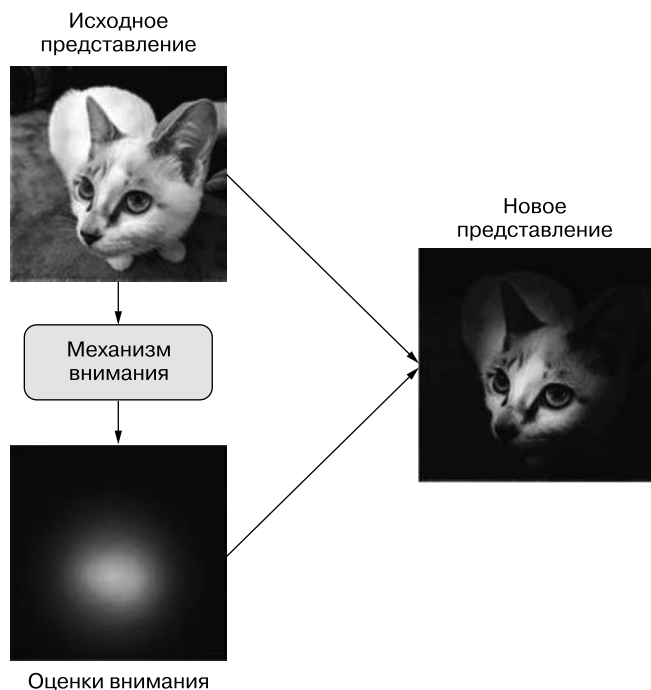 Исходное
представление
Механизм
внимания
Оценки внимания
Новое
представление